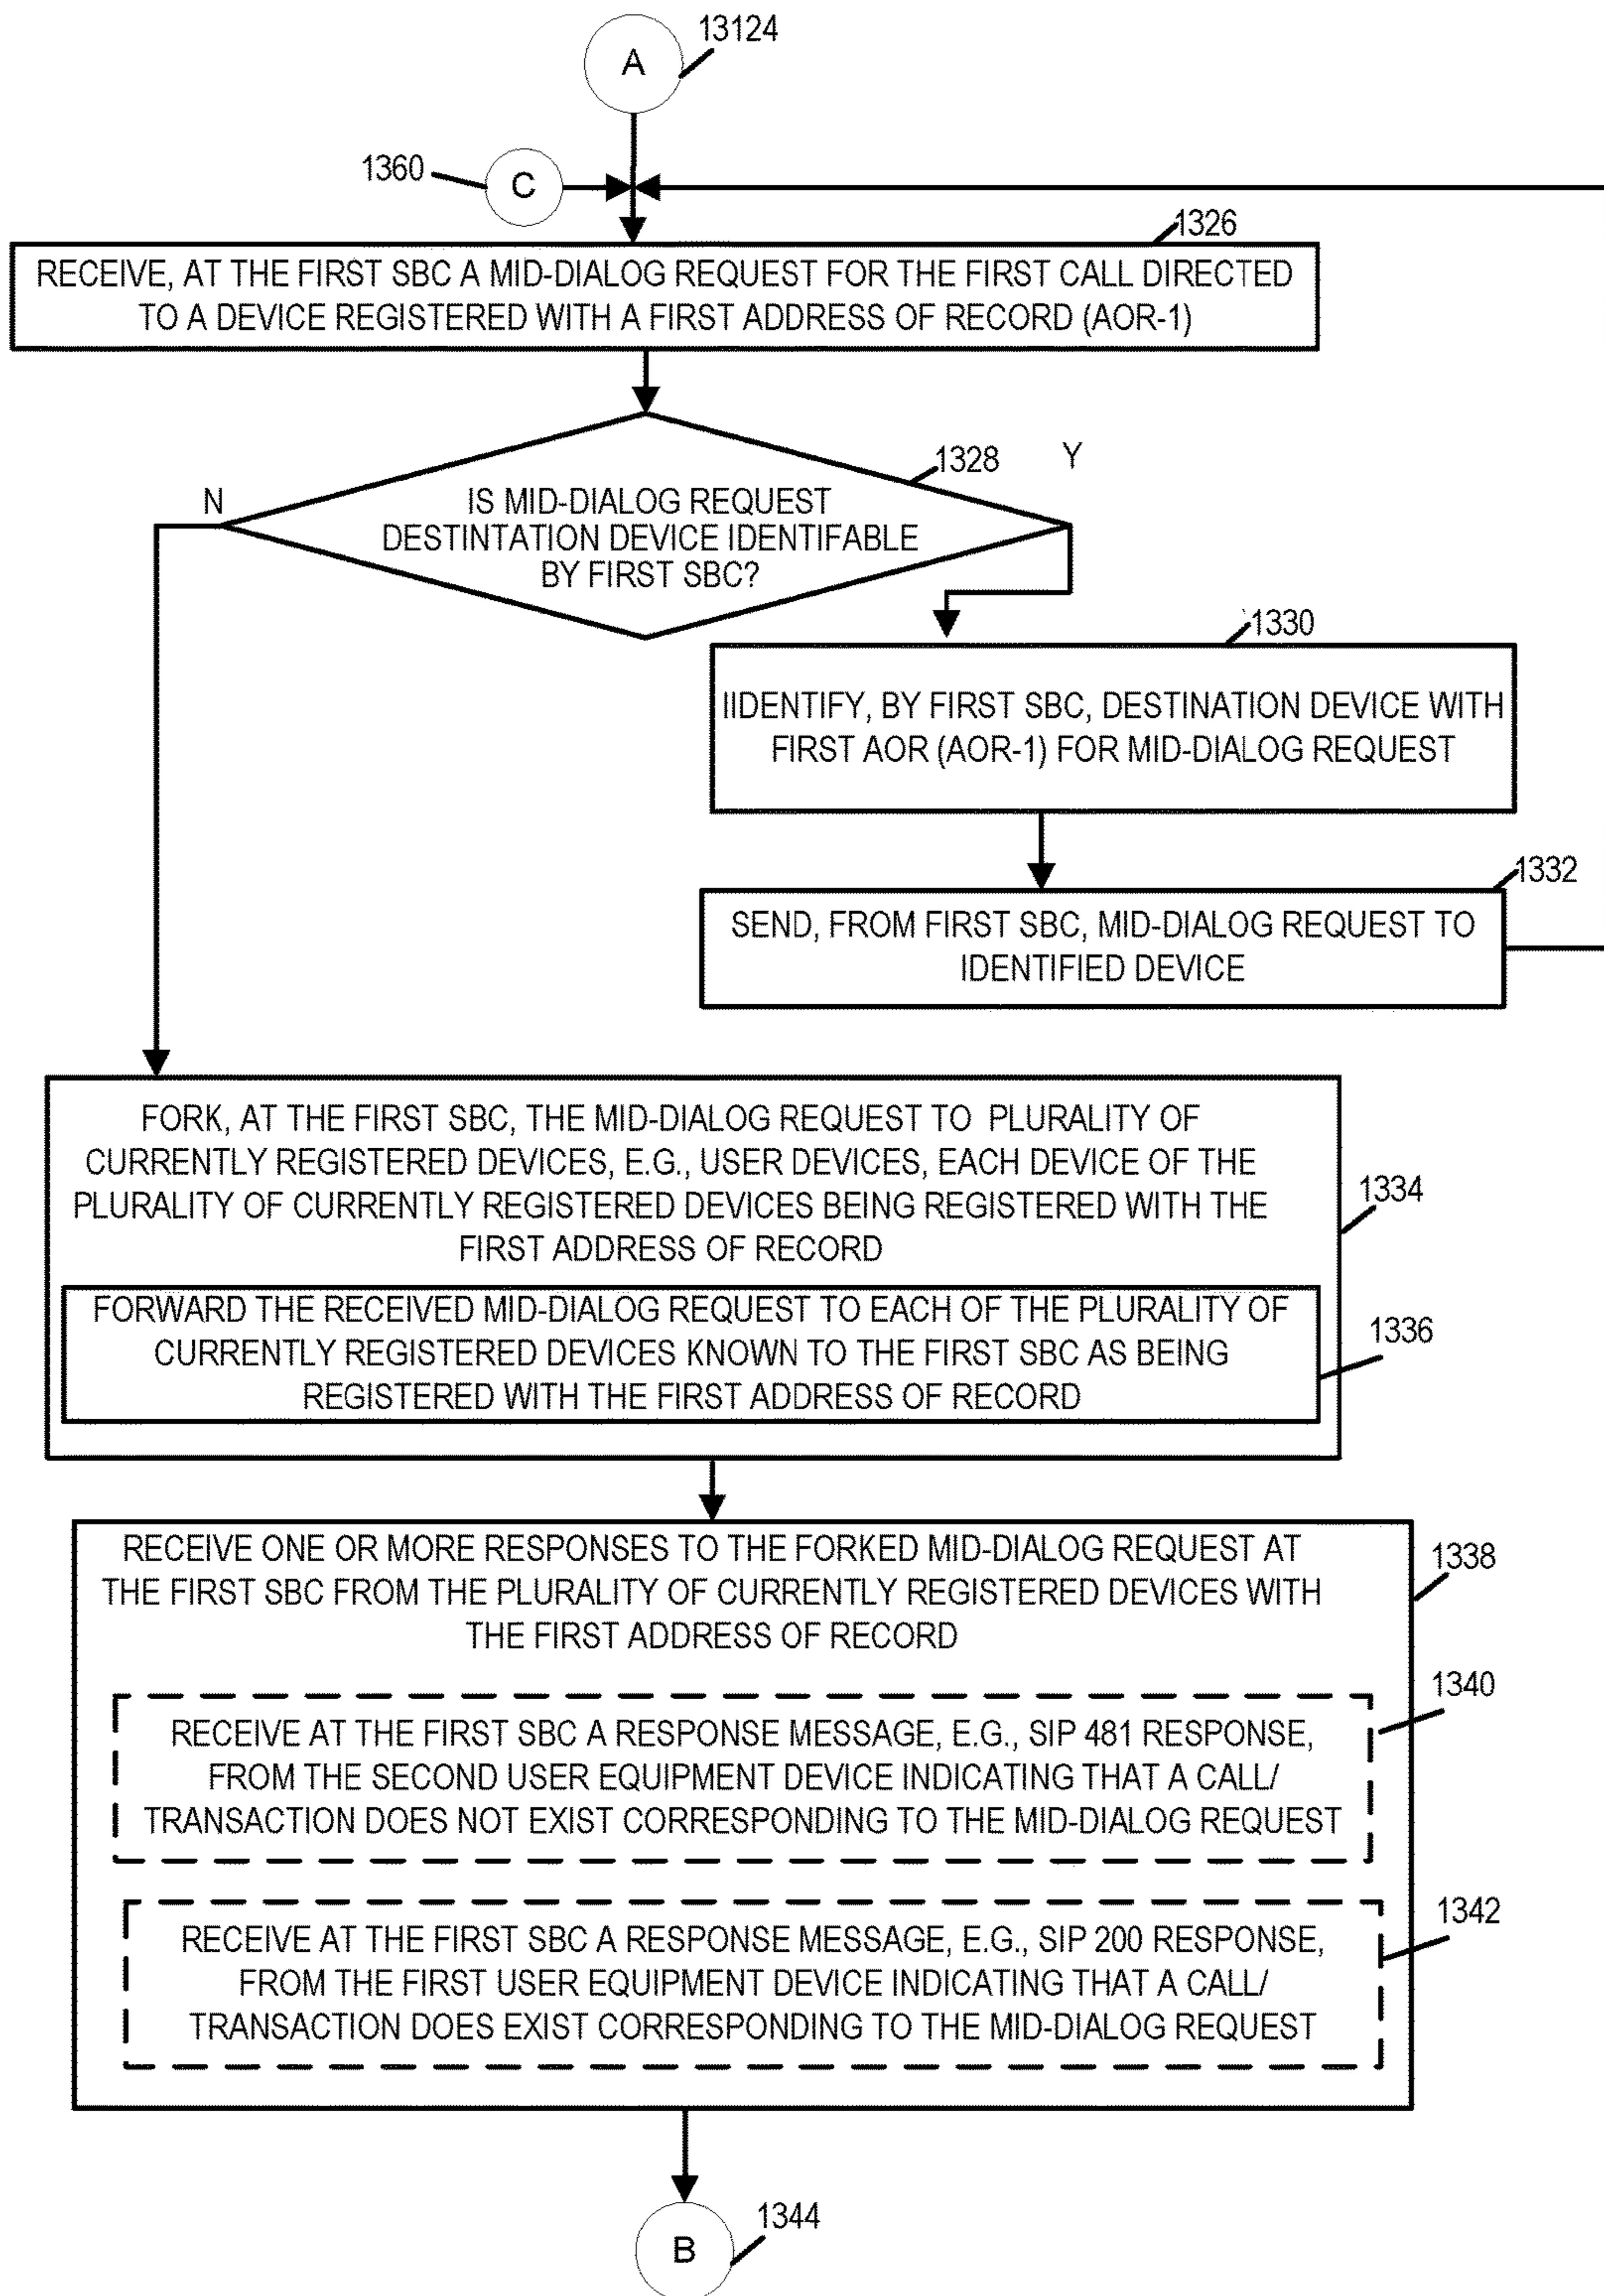 13124
A
1360
C
1326
RECEIVE, AT THE FIRST SBC A MID-DIALOG REQUEST FOR THE FIRST CALL DIRECTED
TO A DEVICE REGISTERED WITH A FIRST ADDRESS OF RECORD (AOR-1)
1328
Y
N
IS MID-DIALOG REQUEST
DESTINTATION DEVICE IDENTIFABLE
BY FIRST SBC?
1330
IIDENTIFY, BY FIRST SBC, DESTINATION DEVICE WITH
FIRST AOR (AOR-1) FOR MID-DIALOG REQUEST
1332
SEND, FROM FIRST SBC, MID-DIALOG REQUEST TO
IDENTIFIED DEVICE
FORK, AT THE FIRST SBC, THE MID-DIALOG REQUEST TO PLURALITY OF
CURRENTLY REGISTERED DEVICES, E.G., USER DEVICES, EACH DEVICE OF THE
PLURALITY OF CURRENTLY REGISTERED DEVICES BEING REGISTERED WITH THE
FIRST ADDRESS OF RECORD
1334
FORWARD THE RECEIVED MID-DIALOG REQUEST TO EACH OF THE PLURALITY OF
CURRENTLY REGISTERED DEVICES KNOWN TO THE FIRST SBC AS BEING
REGISTERED WITH THE FIRST ADDRESS OF RECORD
1336
RECEIVE ONE OR MORE RESPONSES TO THE FORKED MID-DIALOG REQUEST AT
THE FIRST SBC FROM THE PLURALITY OF CURRENTLY REGISTERED DEVICES WITH
THE FIRST ADDRESS OF RECORD
1338
1340
RECEIVE AT THE FIRST SBC A RESPONSE MESSAGE, E.G., SIP 481 RESPONSE,
FROM THE SECOND USER EQUIPMENT DEVICE INDICATING THAT A CALL/
TRANSACTION DOES NOT EXIST CORRESPONDING TO THE MID-DIALOG REQUEST
1342
RECEIVE AT THE FIRST SBC A RESPONSE MESSAGE, E.G., SIP 200 RESPONSE,
FROM THE FIRST USER EQUIPMENT DEVICE INDICATING THAT A CALL/
TRANSACTION DOES EXIST CORRESPONDING TO THE MID-DIALOG REQUEST
1344
B